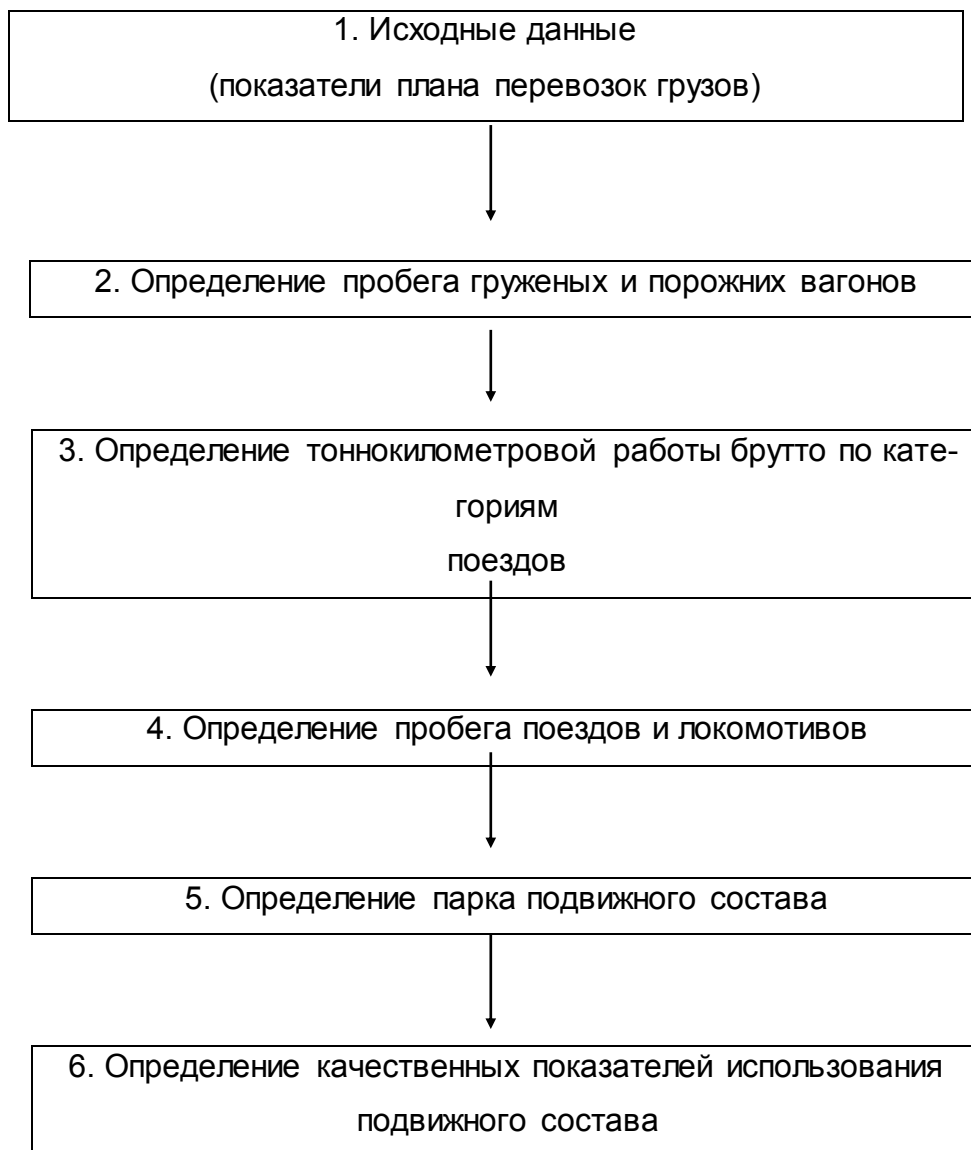 1. Исходные данные
(показатели плана перевозок грузов)
2. Определение пробега груженых и порожних вагонов
3. Определение тоннокилометровой работы брутто по кате-
гориям
поездов
4. Определение пробега поездов и локомотивов
5. Определение парка подвижного состава
6. Определение качественных показателей использования
подвижного состава